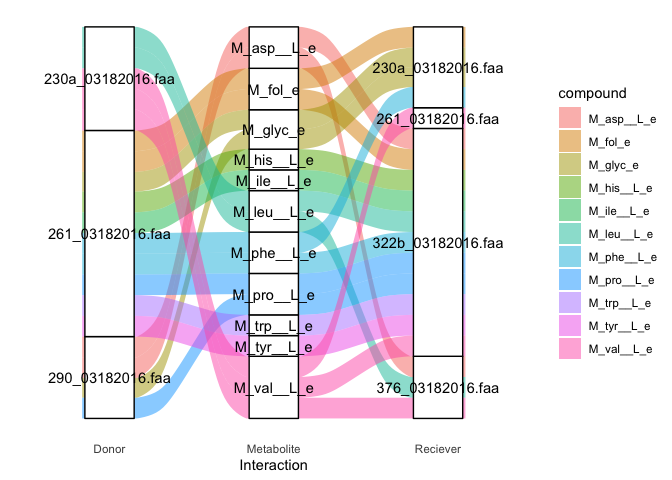 230a_03182016.faa
261_03182016.faa
290_03182016.faa
M_asp__L_e
M_fol_e
M_glyc_e
M_his__L_e
M_ile__L_e
M_leu__L_e
M_phe__L_e
M_pro__L_e
M_trp__L_e
M_tyr__L_e
M_val__L_e
230a_03182016.faa
261_03182016.faa
322b_03182016.faa
376_03182016.faa
Donor
Metabolite
Reciever
Interaction
compound
M_asp__L_e
M_fol_e
M_glyc_e
M_his__L_e
M_ile__L_e
M_leu__L_e
M_phe__L_e
M_pro__L_e
M_trp__L_e
M_tyr__L_e
M_val__L_e